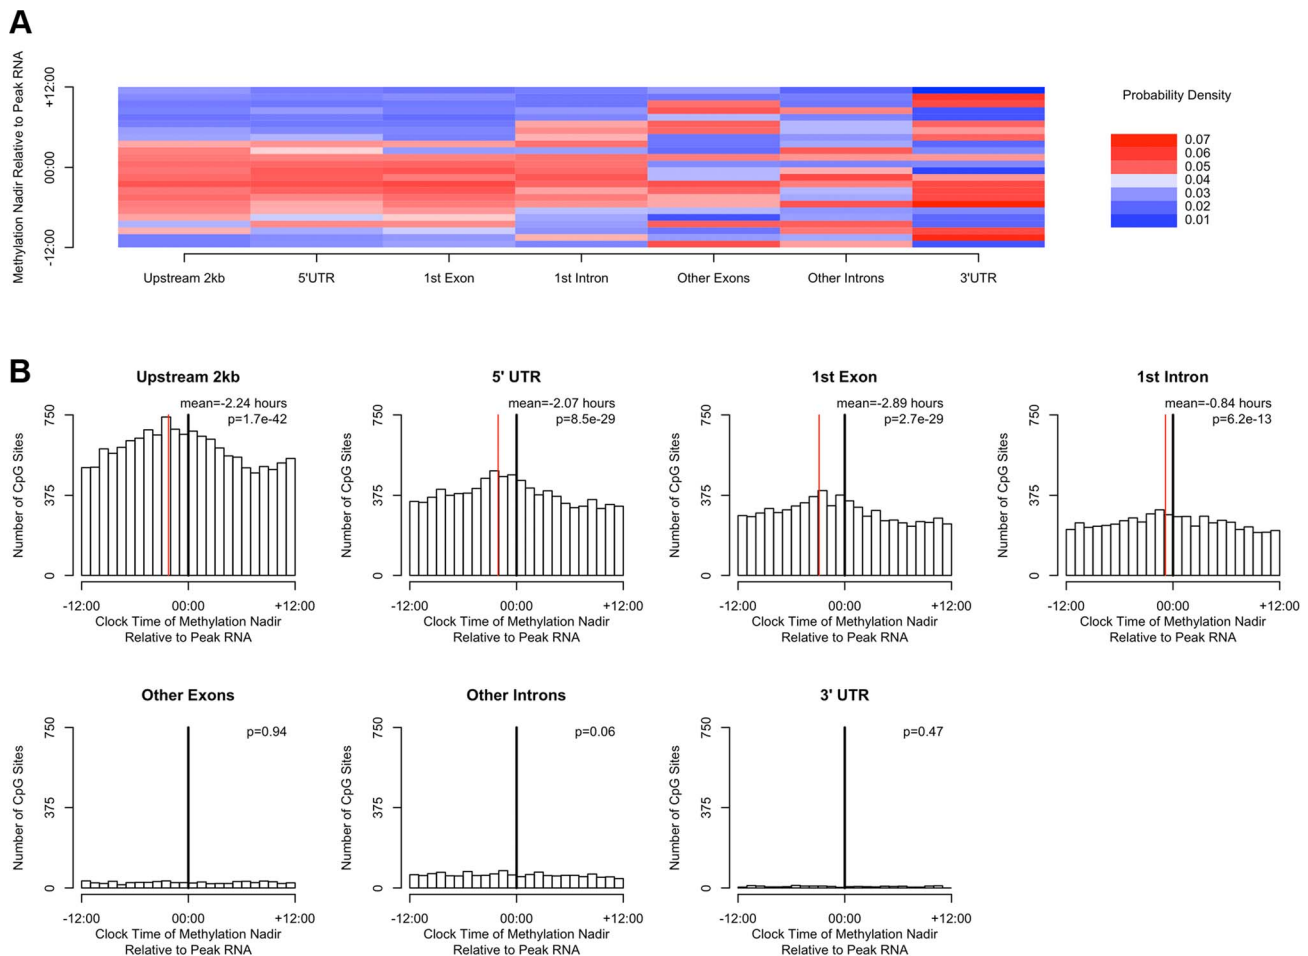 A
Methylation Nadir Relative to Peak RNA
+12:00
00:00
-12:00
Upstream 2kb
5'UTR
1st Exon
1st Intron
Other Exons
Other Introns
3'UTR
Probability Density
0.07
0.06
0.05
0.04
0.03
0.02
0.01
B
Upstream 2kb
mean=-2.24 hours
p=1.7e-42
Number of CpG Sites
750
375
0
-12:00
00:00
+12:00
Clock Time of Methylation Nadir
Relative to Peak RNA
5' UTR
mean=-2.07 hours
p=8.5e-29
Number of CpG Sites
750
375
0
-12:00
00:00
+12:00
Clock Time of Methylation Nadir
Relative to Peak RNA
1st Exon
mean=-2.89 hours
p=2.7e-29
Number of CpG Sites
750
375
0
-12:00
00:00
+12:00
Clock Time of Methylation Nadir
Relative to Peak RNA
1st Intron
mean=-0.84 hours
p=6.2e-13
Number of CpG Sites
750
375
0
-12:00
00:00
+12:00
Clock Time of Methylation Nadir
Relative to Peak RNA
Other Exons
p=0.94
Number of CpG Sites
750
375
0
-12:00
00:00
+12:00
Clock Time of Methylation Nadir
Relative to Peak RNA
Other Introns
p=0.06
Number of CpG Sites
750
375
0
-12:00
00:00
+12:00
Clock Time of Methylation Nadir
Relative to Peak RNA
3' UTR
p=0.47
Number of CpG Sites
750
375
0
-12:00
00:00
+12:00
Clock Time of Methylation Nadir
Relative to Peak RNA